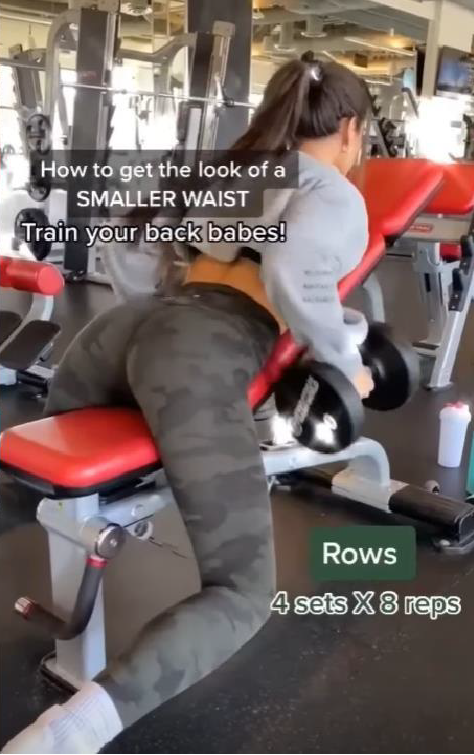 How to get the look of a
SMALLER WAIST
Train your back babes!
Rows
4 sets X 8 reps